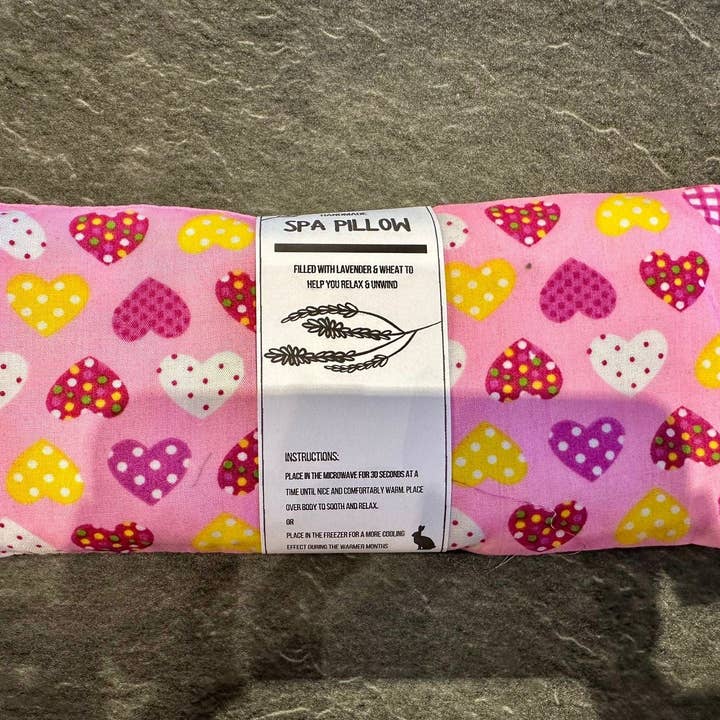 HANDMADE
SPA PILLOW
FILLED WITH LAVENDER & WHEAT TO
HELP YOU RELAX & UNWIND
INSTRUCTIONS:
PLACE IN THE MICROWAVE FOR 30 SECONDS AT A
TIME UNTIL NICE AND COMFORTABLY WARM. PLACE
OVER BODY TO SOOTH AND RELAX.
OR
PLACE IN THE FREEZER FOR A MORE COOLING
EFFECT DURING THE WARMER MONTHS